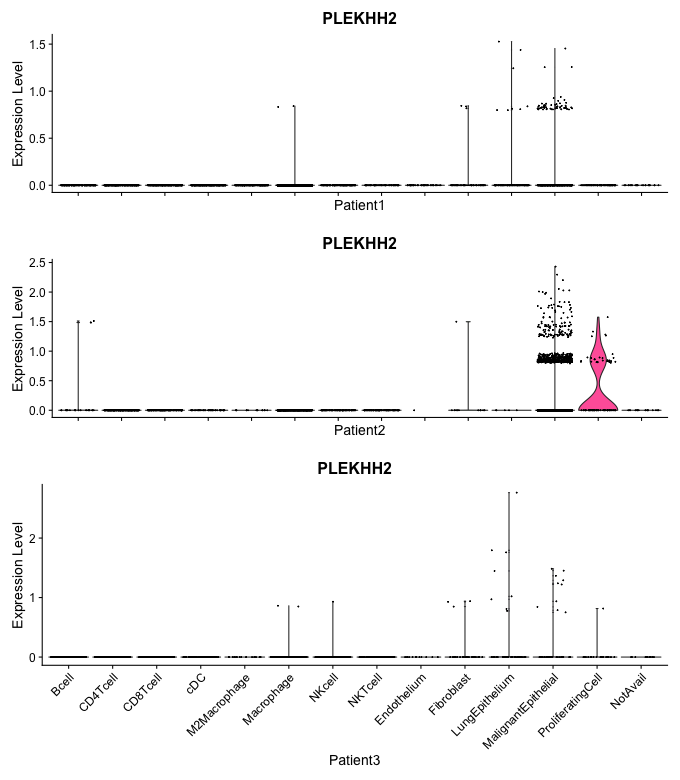 PLEKHH2
Expression Level
1.5
1.0
0.5
0.0
Patient1
PLEKHH2
Expression Level
2.5
2.0
1.5
1.0
0.5
0.0
Patient2
PLEKHH2
Expression Level
2
1
0
Bcell
CD4Tcell
CD8Tcell
cDC
M2Macrophage
Macrophage
NKcell
NKTcell
Endothelium
Fibroblast
LungEpithelium
MalignantEpithelial
ProliferatingCell
NotAvail
Patient3